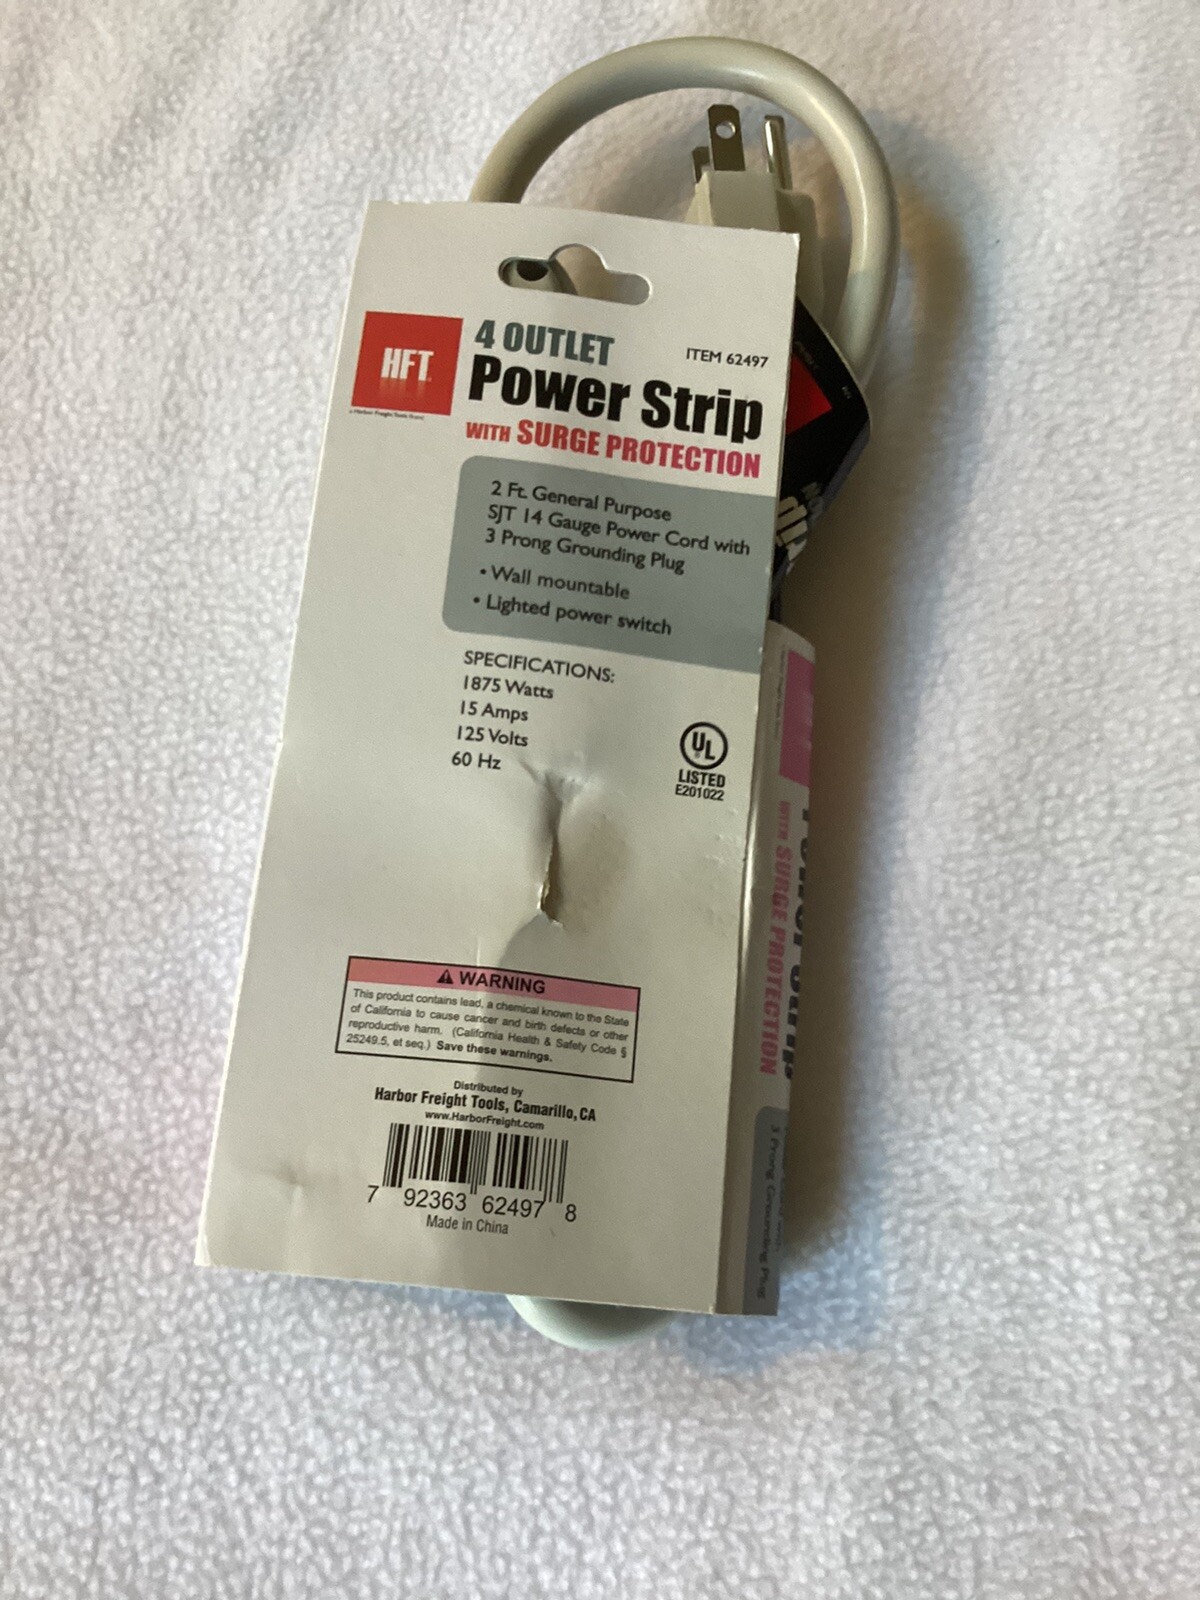 HFT
a Harbor Freight Tools Brand
4 OUTLET
Power Strip
WITH SURGE PROTECTION
ITEM 62497
2 Ft. General Purpose
SJT 14 Gauge Power Cord with
3 Prong Grounding Plug
• Wall mountable
• Lighted power switch
SPECIFICATIONS:
1875 Watts
15 Amps
125 Volts
60 Hz
UL
LISTED
E201022
⚠ WARNING
This product contains lead, a chemical known to the State
of California to cause cancer and birth defects or other
reproductive harm. (California Health & Safety Code §
25249.5, et seq.) Save these warnings.
Distributed by
Harbor Freight Tools, Camarillo, CA
www.HarborFreight.com
7 92363 62497 8
Made in China
WITH SURGE PROTECTION
3 Prong Grounding Plug